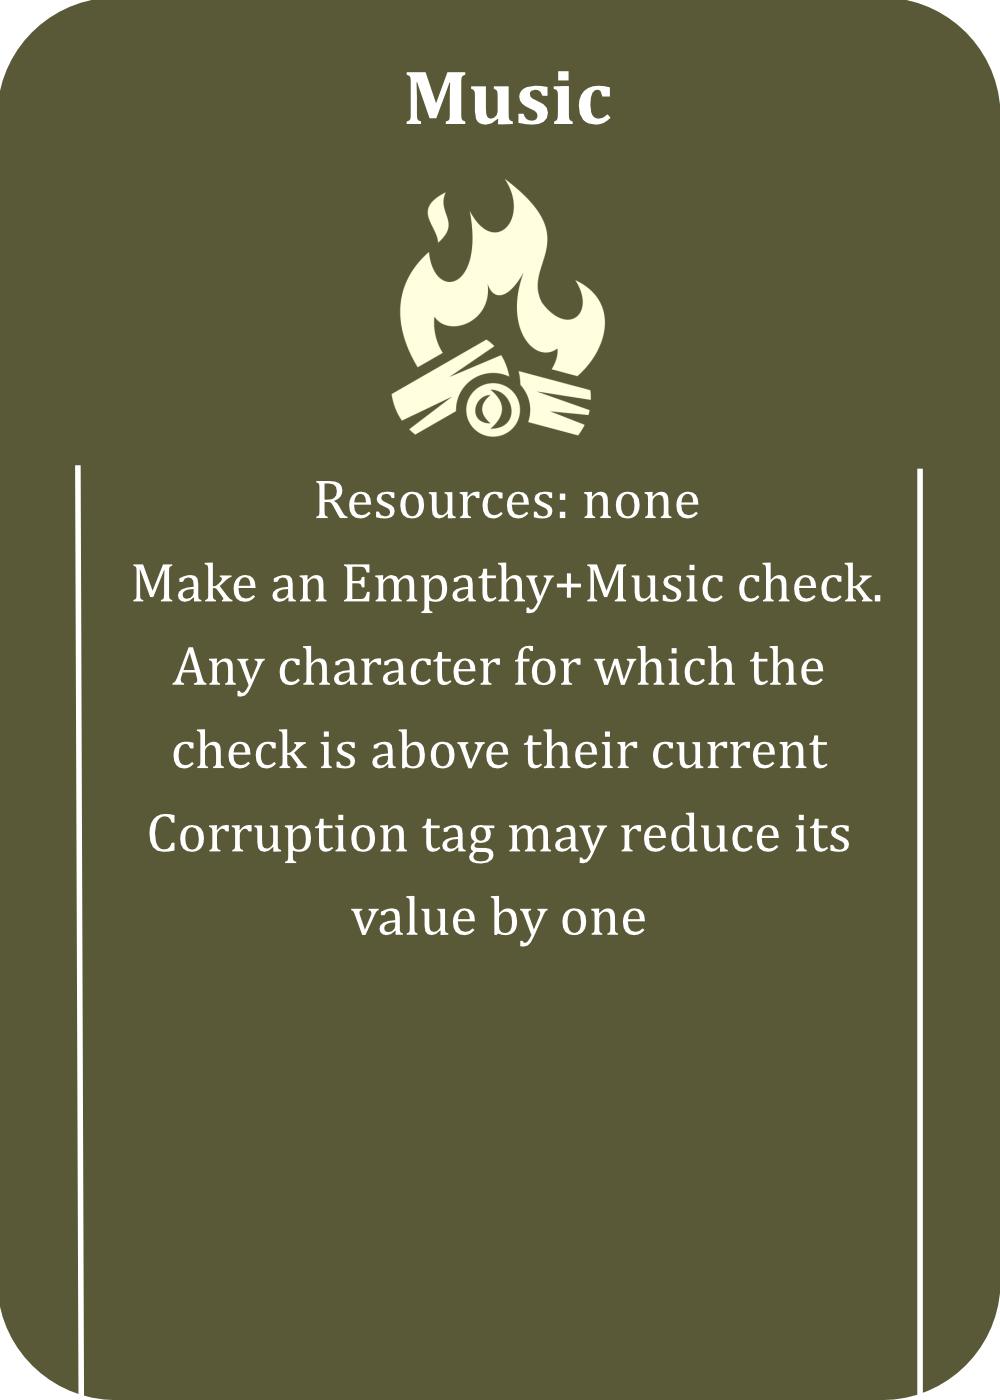 Music
Resources: none
Make an Empathy+Music check.
Any character for which the
check is above their current
Corruption tag may reduce its
value by one